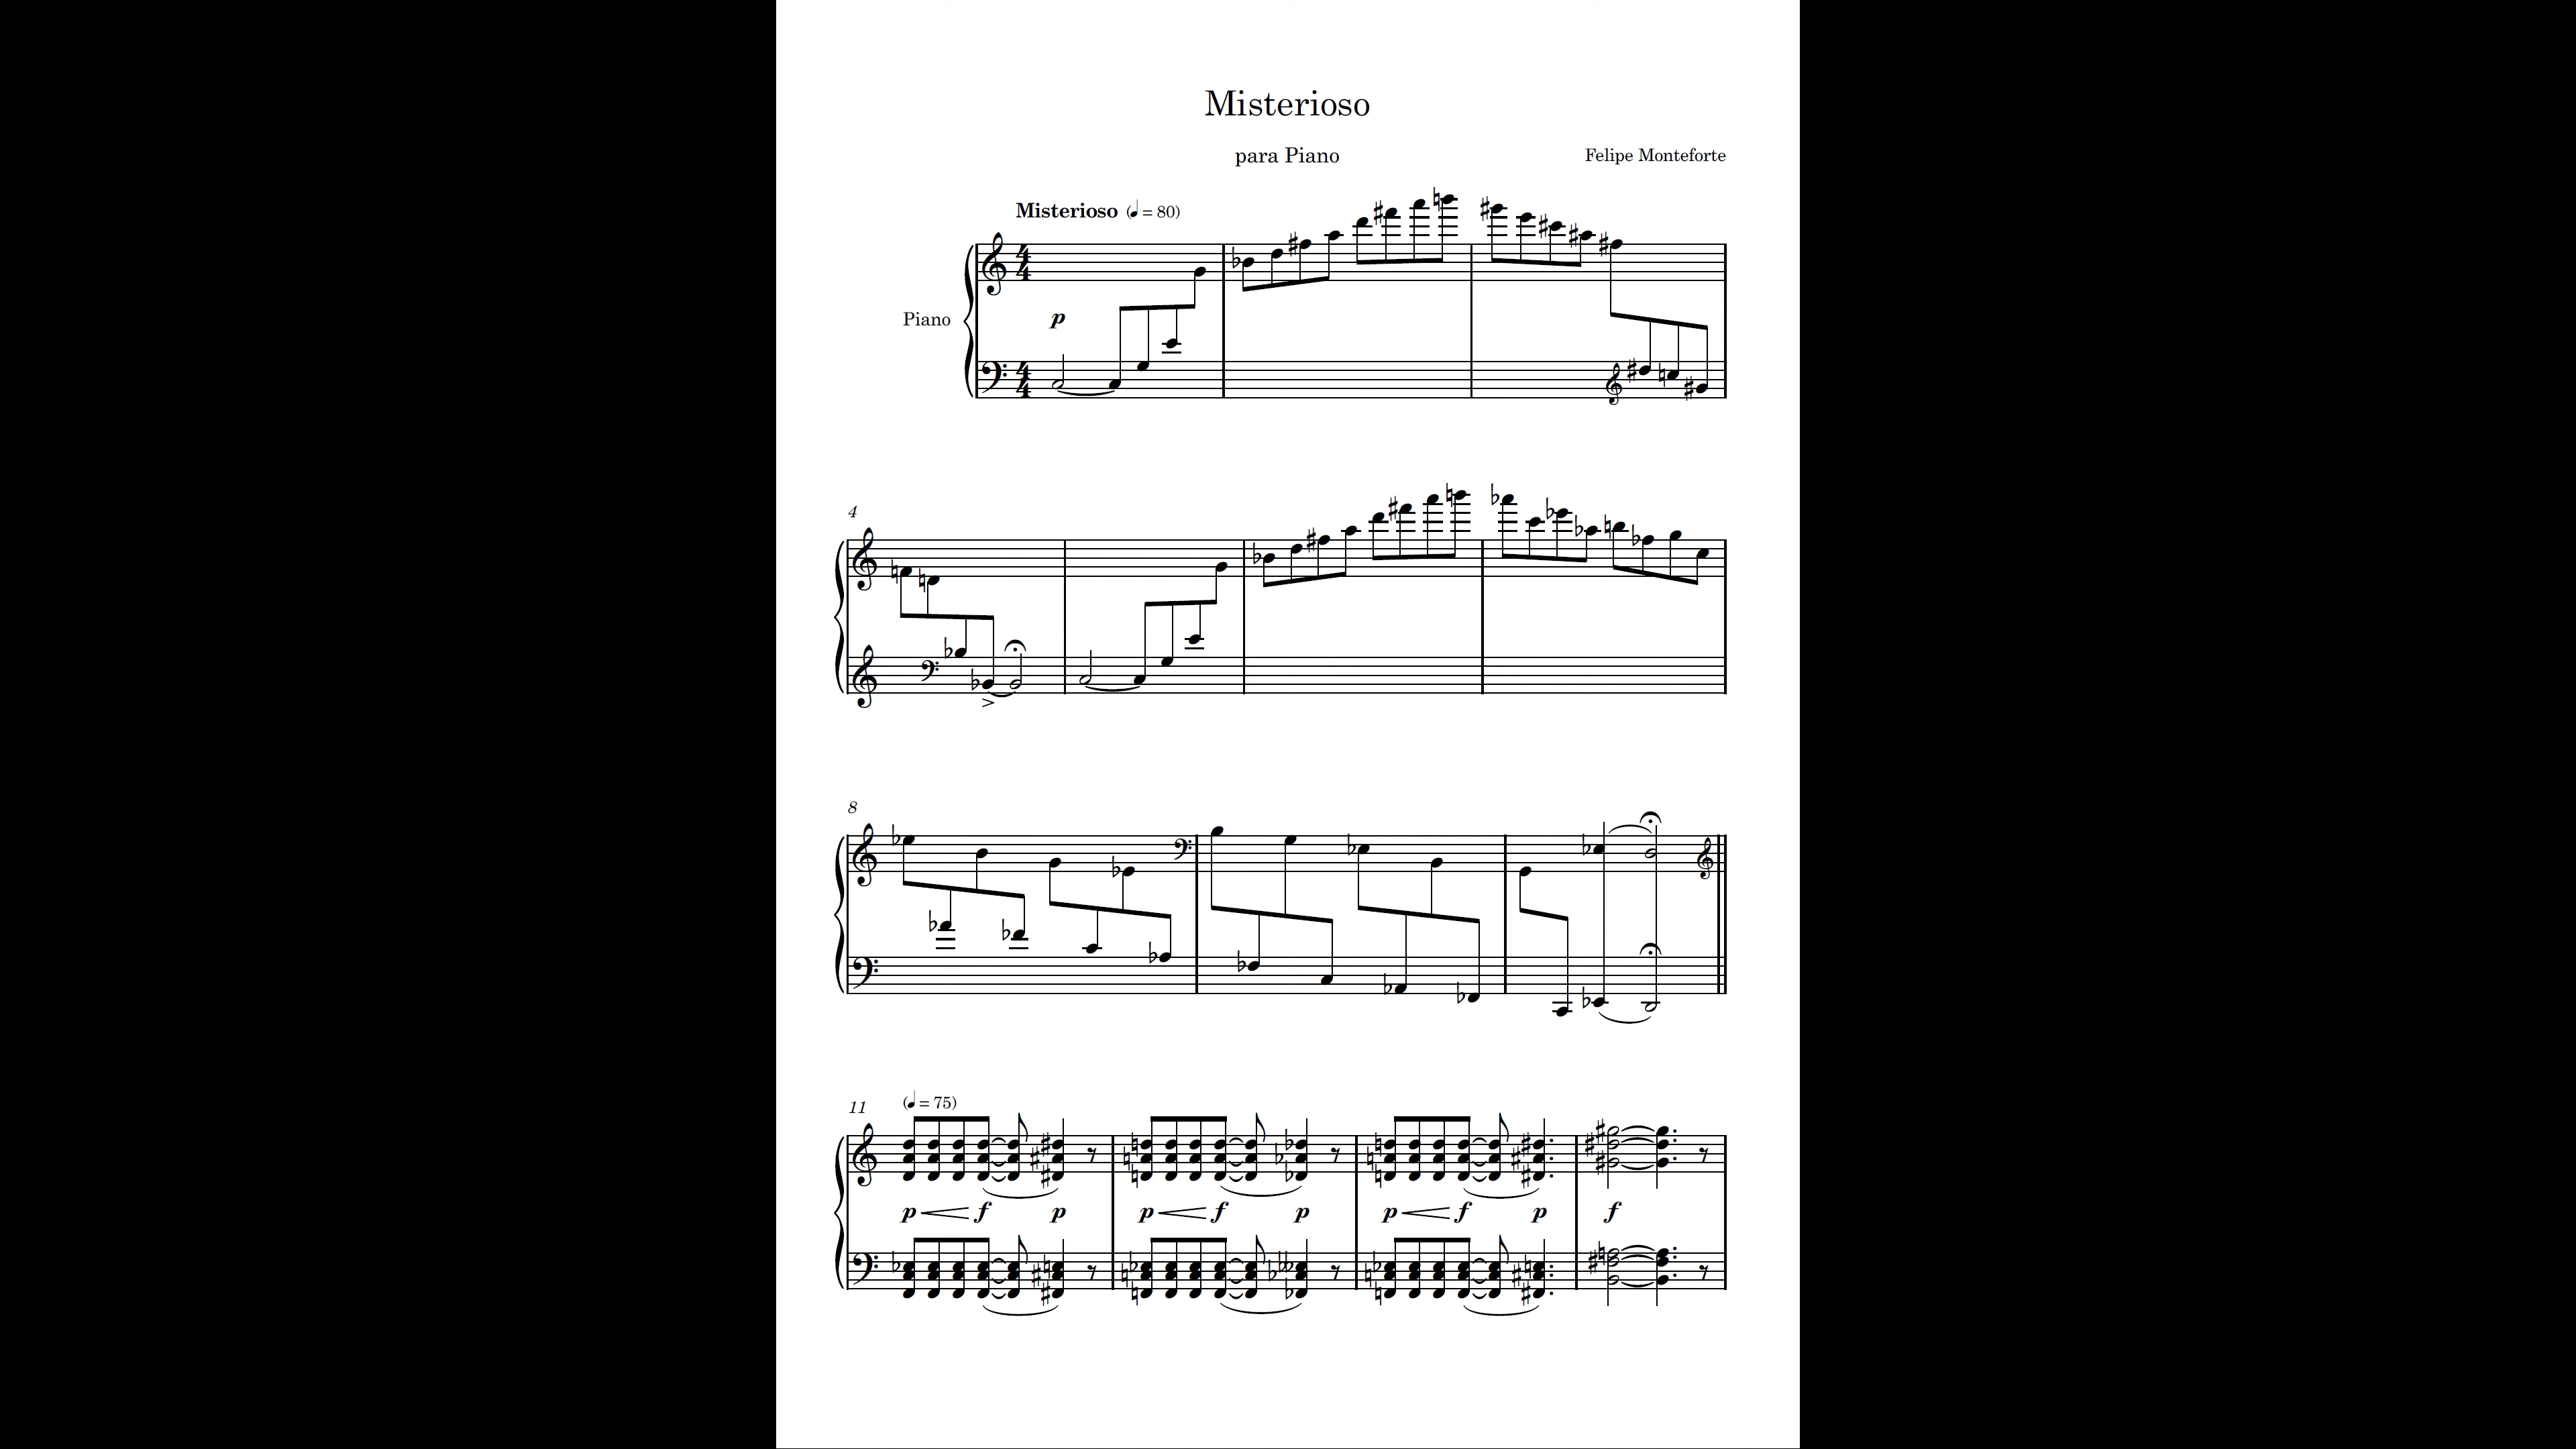 Misterioso
para Piano
Felipe Monteforte
Misterioso (♩ = 80)
Piano
p
4
8
11
(♩ = 75)
p f p p f p p f p f